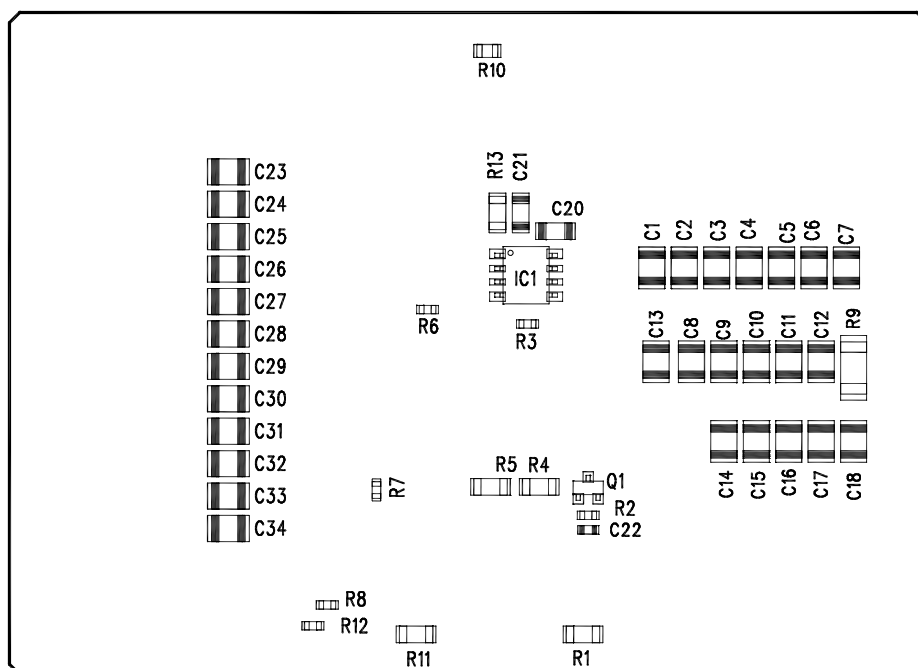 R10
R13 C21
C20
C23
C24
C25
C26
C27
C28
C29
C30
C31
C32
C33
C34
IC1
R6
R3
C1 C2 C3 C4 C5 C6 C7
C13 C8 C9 C10 C11 C12 R9
C14 C15 C16 C17 C18
R7
R5 R4
Q1
R2
C22
R8
R12
R11
R1